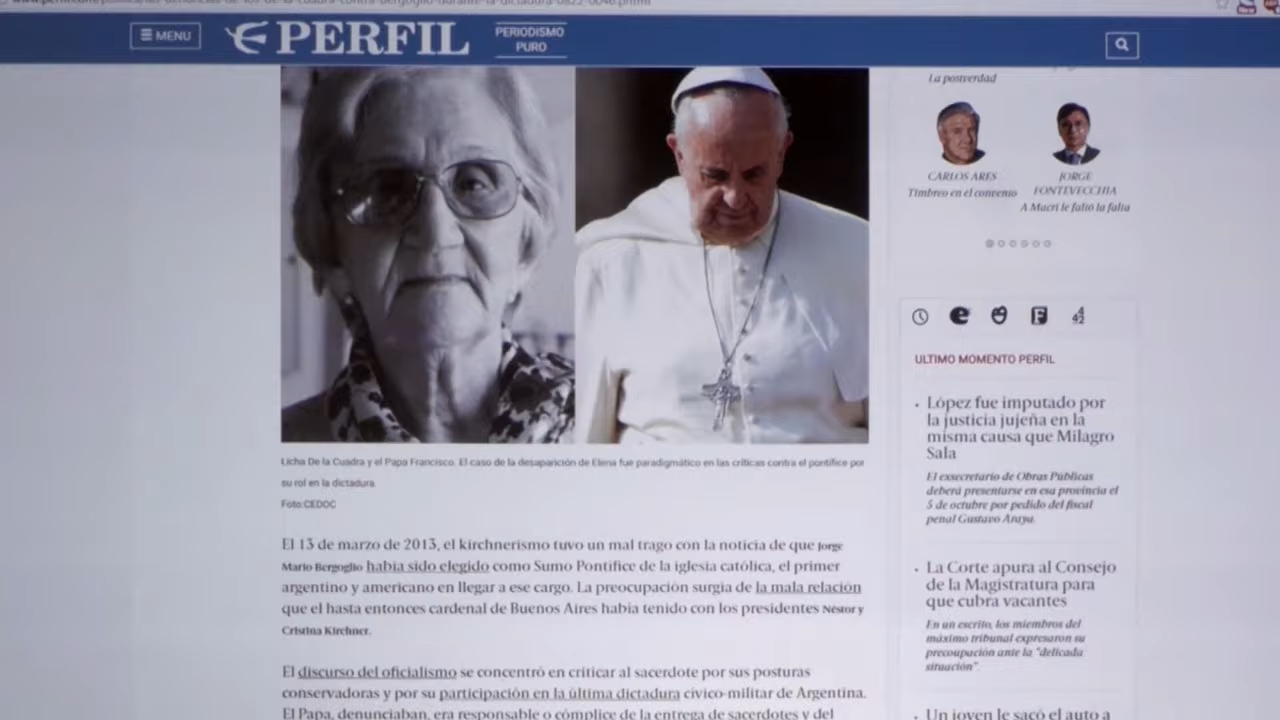 MENU
PERFIL
PERIODISMO
PURO
La posverdad
CARLOS ARES
Timbreo en el convento
JORGE
FONTEVECCHIA
A Macri le faltó la falla
ULTIMO MOMENTO PERFIL
López fue imputado por
la justicia jujeña en la
misma causa que Milagro
Sala
El exsecretario de Obras Públicas
deberá presentarse en esa provincia el
5 de octubre por pedido del fiscal
penal Gustavo Araya.
La Corte apura al Consejo
de la Magistratura para
que cubra vacantes
En un escrito, los miembros del
máximo tribunal expresaron su
preocupación ante la "delicada
situación".
Un joven le sacó el auto a
Licha De la Cuadra y el Papa Francisco. El caso de la desaparición de Elena fue paradigmático en las críticas contra el pontífice por
su rol en la dictadura.
Foto:CEDOC
El 13 de marzo de 2013, el kirchnerismo tuvo un mal trago con la noticia de que Jorge
Mario Bergoglio había sido elegido como Sumo Pontífice de la iglesia católica, el primer
argentino y americano en llegar a ese cargo. La preocupación surgía de la mala relación
que el hasta entonces cardenal de Buenos Aires había tenido con los presidentes Néstor y
Cristina Kirchner.
El discurso del oficialismo se concentró en criticar al sacerdote por sus posturas
conservadoras y por su participación en la última dictadura cívico-militar de Argentina.
El Papa, denunciaban, era responsable o cómplice de la entrega de sacerdotes y del